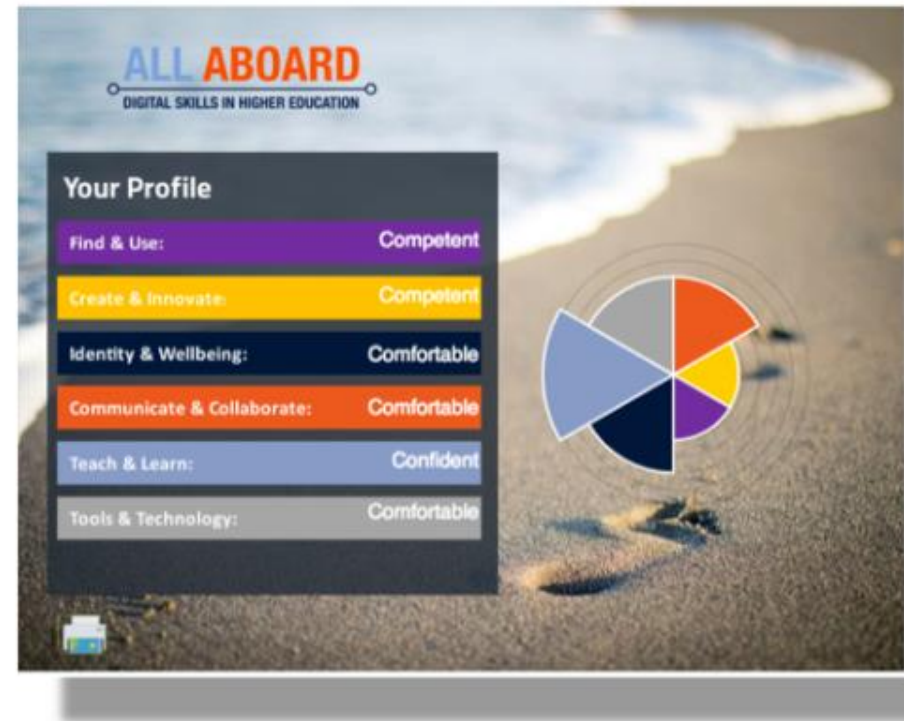 ALL ABOARD
DIGITAL SKILLS IN HIGHER EDUCATION
Your Profile
Find & Use: Competent
Create & Innovate: Competent
Identity & Wellbeing: Comfortable
Communicate & Collaborate: Comfortable
Teach & Learn: Confident
Tools & Technology: Comfortable